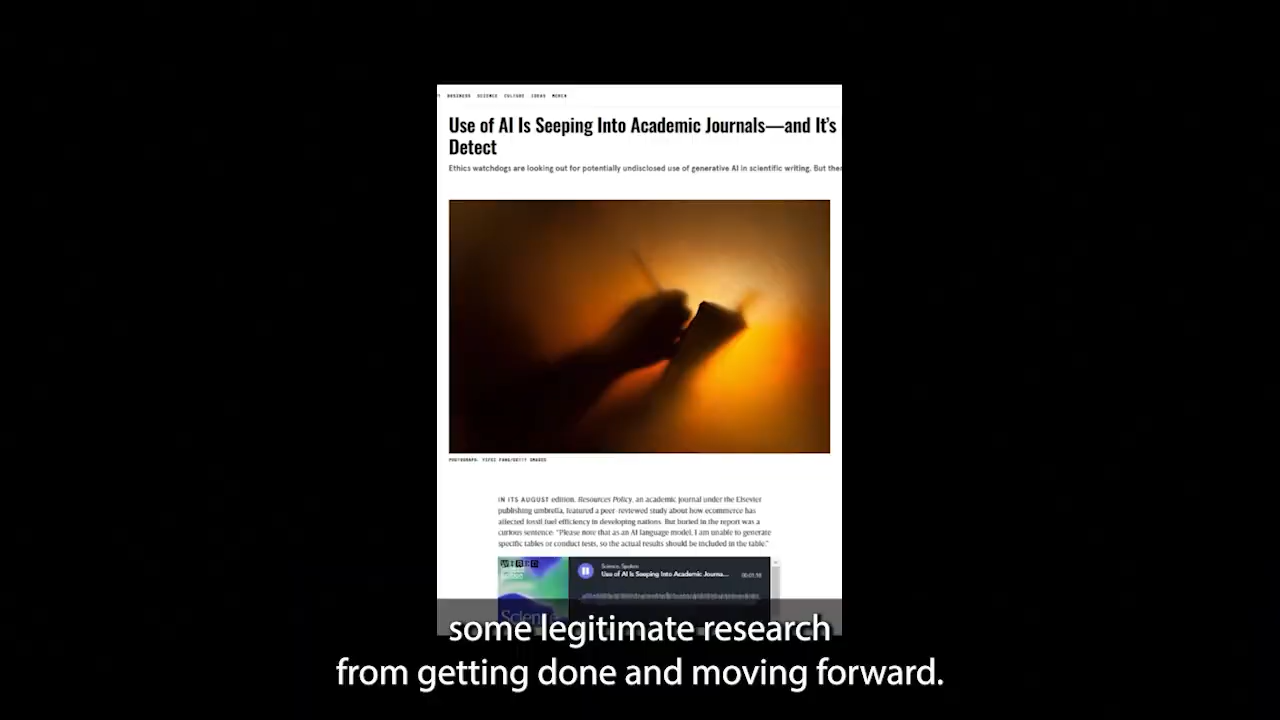 BUSINESS SCIENCE CULTURE IDEAS MERCH
Use of AI Is Seeping Into Academic Journals—and It's
Detect
Ethics watchdogs are looking out for potentially undisclosed use of generative AI in scientific writing. But
PHOTOGRAPH: YIFEI FANG/GETTY IMAGES
IN ITS AUGUST edition, Resources Policy, an academic journal under the Elsevier
publishing umbrella, featured a peer-reviewed study about how ecommerce has
affected fossil fuel efficiency in developing nations. But buried in the report was a
curious sentence: "Please note that as an AI language model, I am unable to generate
specific tables or conduct tests, so the actual results should be included in the table."
WIRED
Science, Spoken
Use of AI Is Seeping Into Academic Journa...
Science
some legitimate research
from getting done and moving forward.